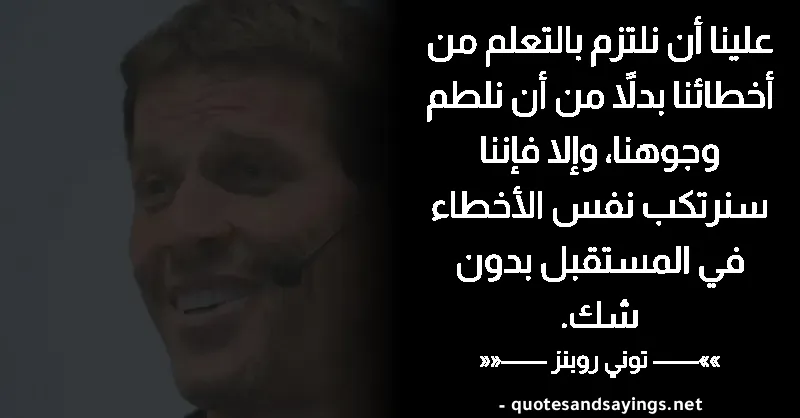 علينا أن نلتزم بالتعلم من
أخطائنا بدلًا من أن نلطم
وجوهنا، وإلا فإننا
سنرتكب نفس الأخطاء
في المستقبل بدون
شك.
»»—— توني روبنز ——««
- quotesandsayings.net